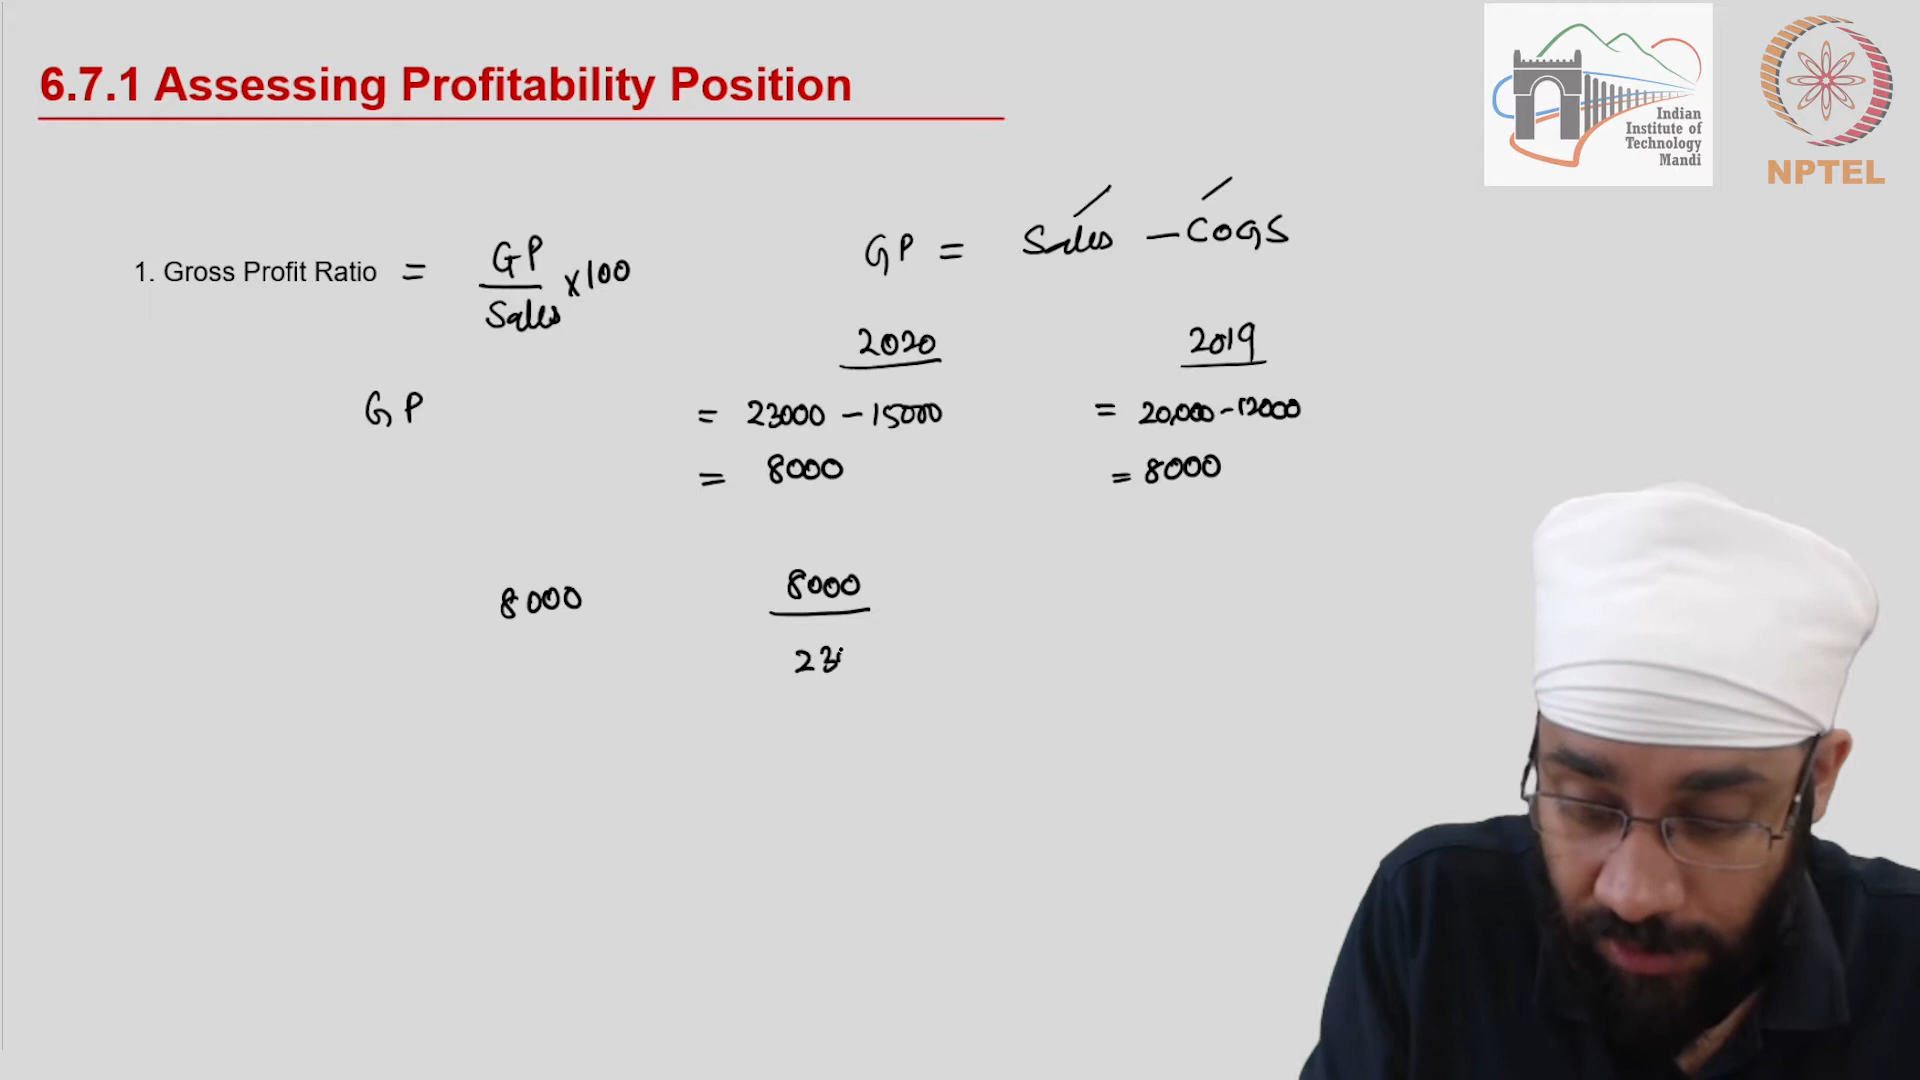 6.7.1 Assessing Profitability Position
Indian
Institute of
Technology
Mandi
NPTEL
1. Gross Profit Ratio = GP / Sales x100
GP = Sales - COGS
2020 2019
GP = 23000 - 15000 = 20,000 - 12000
= 8000 = 8000
8000 8000
23